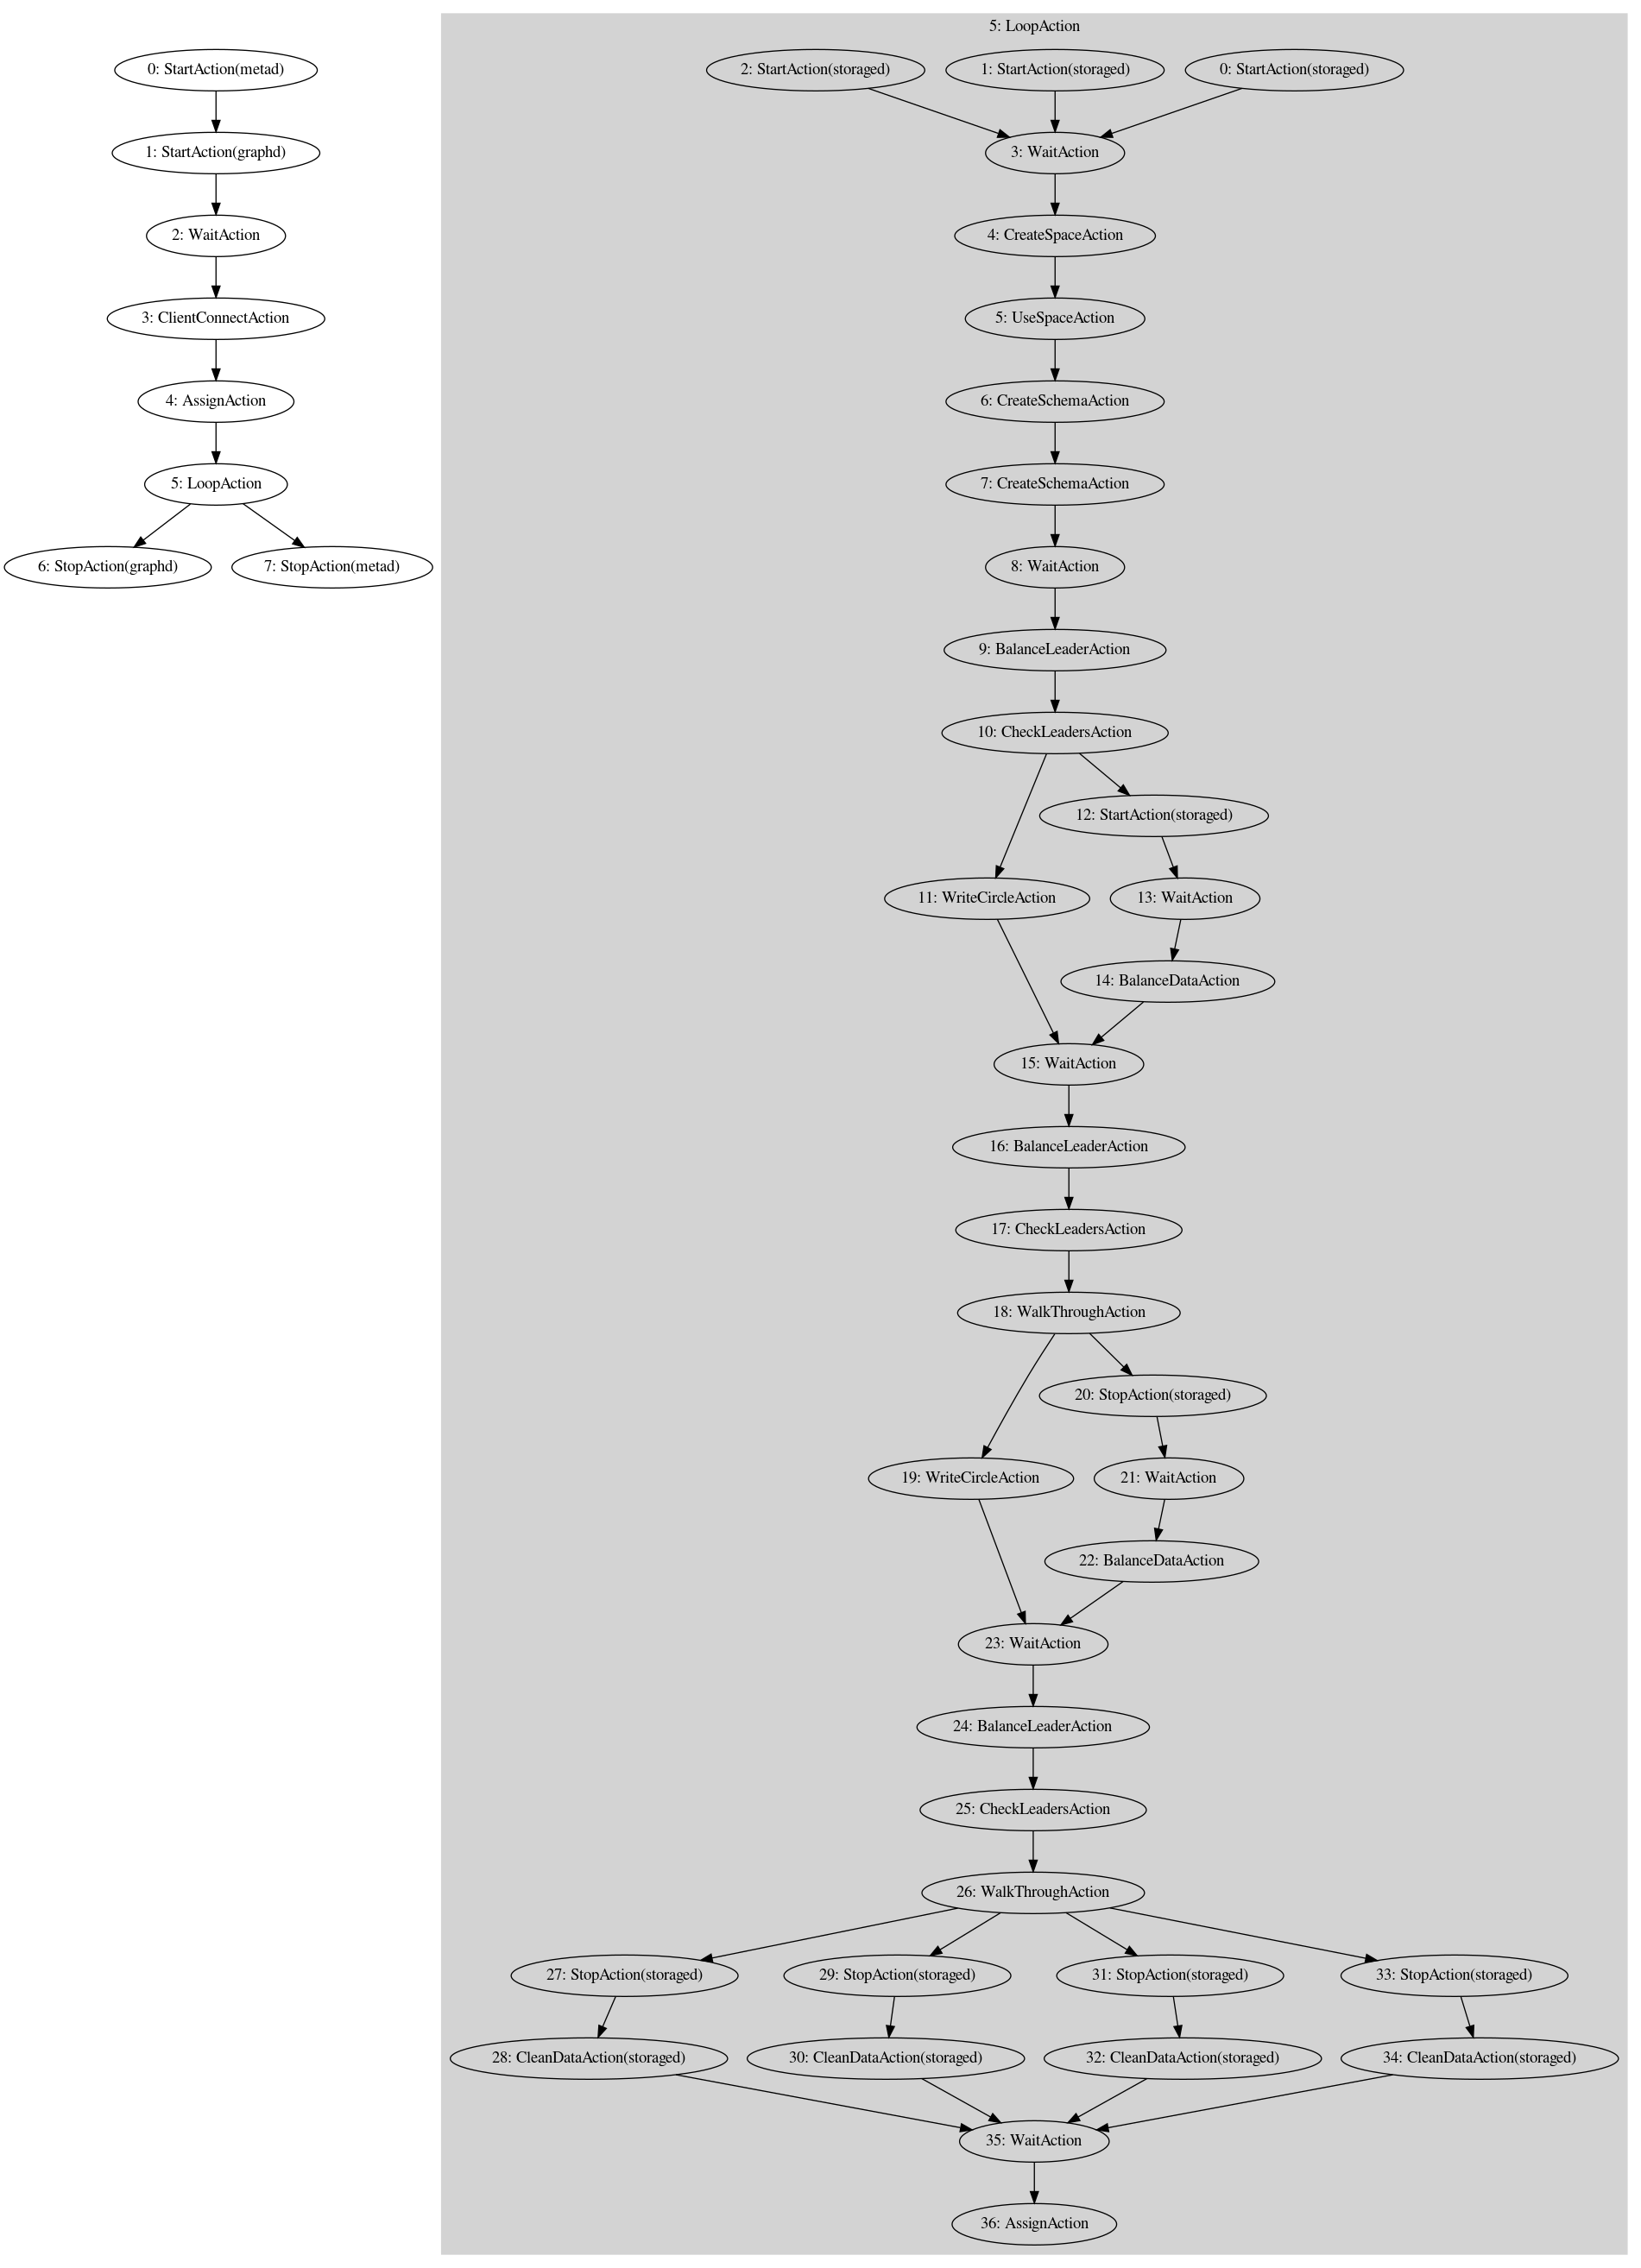 0: StartAction(metad)
1: StartAction(graphd)
2: WaitAction
3: ClientConnectAction
4: AssignAction
5: LoopAction
6: StopAction(graphd)
7: StopAction(metad)
5: LoopAction
2: StartAction(storaged)
1: StartAction(storaged)
0: StartAction(storaged)
3: WaitAction
4: CreateSpaceAction
5: UseSpaceAction
6: CreateSchemaAction
7: CreateSchemaAction
8: WaitAction
9: BalanceLeaderAction
10: CheckLeadersAction
12: StartAction(storaged)
11: WriteCircleAction
13: WaitAction
14: BalanceDataAction
15: WaitAction
16: BalanceLeaderAction
17: CheckLeadersAction
18: WalkThroughAction
20: StopAction(storaged)
19: WriteCircleAction
21: WaitAction
22: BalanceDataAction
23: WaitAction
24: BalanceLeaderAction
25: CheckLeadersAction
26: WalkThroughAction
27: StopAction(storaged)
29: StopAction(storaged)
31: StopAction(storaged)
33: StopAction(storaged)
28: CleanDataAction(storaged)
30: CleanDataAction(storaged)
32: CleanDataAction(storaged)
34: CleanDataAction(storaged)
35: WaitAction
36: AssignAction